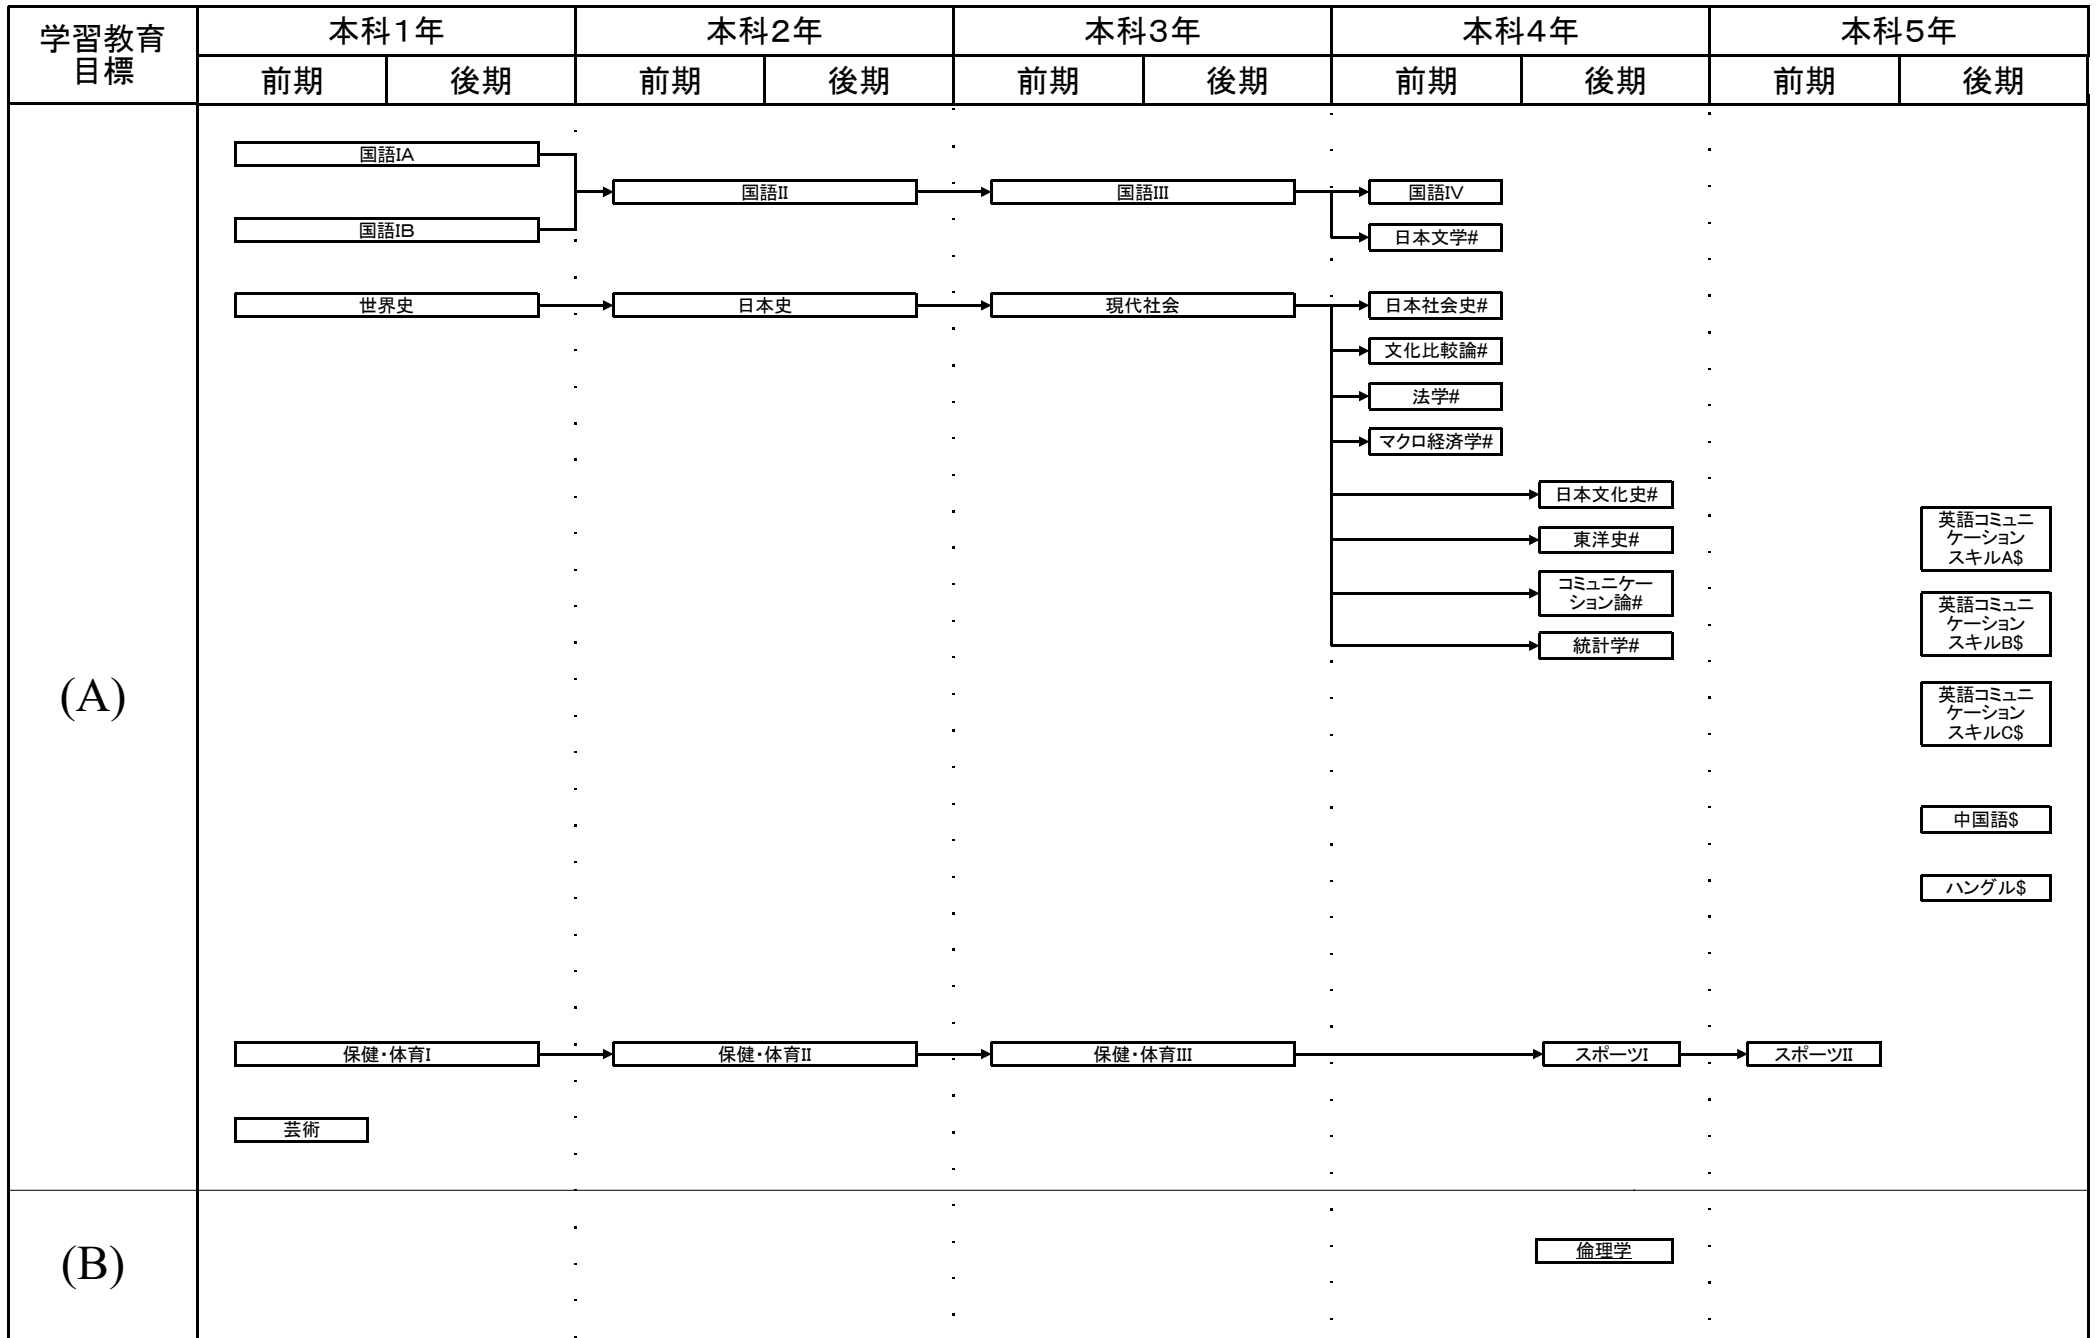 学習教育
目標
本科1年
本科2年
本科3年
本科4年
本科5年
前期
後期
前期
後期
前期
後期
前期
後期
前期
後期
(A)
国語IA
国語IB
国語II
国語III
国語IV
日本文学#
世界史
日本史
現代社会
日本社会史#
文化比較論#
法学#
マクロ経済学#
日本文化史#
東洋史#
コミュニケー
ション論#
統計学#
英語コミュニ
ケーション
スキルA$
英語コミュニ
ケーション
スキルB$
英語コミュニ
ケーション
スキルC$
中国語$
ハングル$
保健・体育I
保健・体育II
保健・体育III
スポーツI
スポーツII
芸術
(B)
倫理学